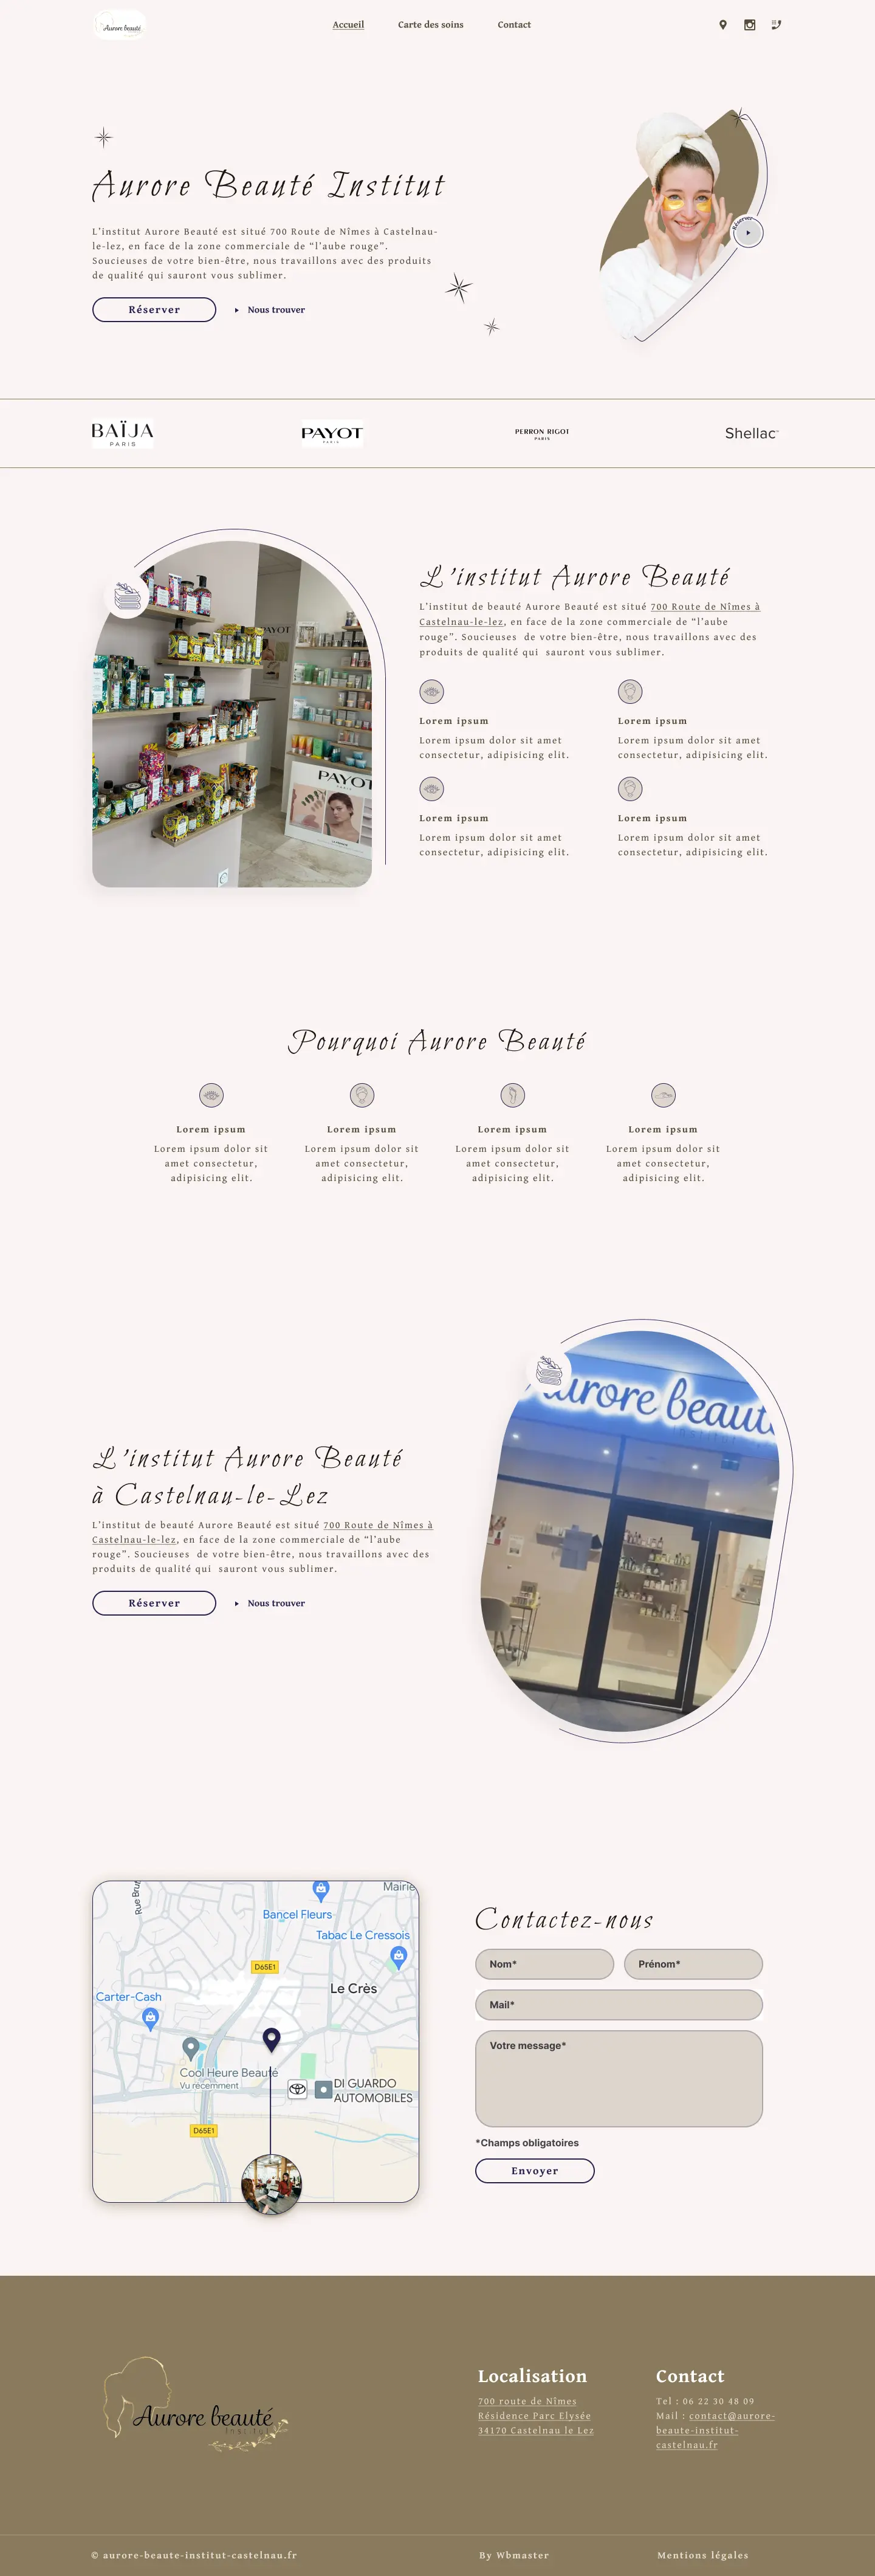 Aurore beauté
Accueil
Carte des soins
Contact
Aurore Beauté Institut
L'institut Aurore Beauté est situé 700 Route de Nîmes à Castelnau-
le-lez, en face de la zone commerciale de “l'aube rouge”.
Soucieuses de votre bien-être, nous travaillons avec des produits
de qualité qui sauront vous sublimer.
Réserver
Nous trouver
Réserver
BAÏJA
PARIS
PAYOT
PARIS
PERRON RIGOT
PARIS
Shellac
PAYOT
PAYOT
PARIS
L'institut Aurore Beauté
L'institut de beauté Aurore Beauté est situé 700 Route de Nîmes à
Castelnau-le-lez, en face de la zone commerciale de “l'aube
rouge”. Soucieuses de votre bien-être, nous travaillons avec des
produits de qualité qui sauront vous sublimer.
Lorem ipsum
Lorem ipsum dolor sit amet
consectetur, adipisicing elit.
Lorem ipsum
Lorem ipsum dolor sit amet
consectetur, adipisicing elit.
Lorem ipsum
Lorem ipsum dolor sit amet
consectetur, adipisicing elit.
Lorem ipsum
Lorem ipsum dolor sit amet
consectetur, adipisicing elit.
Pourquoi Aurore Beauté
Lorem ipsum
Lorem ipsum dolor sit
amet consectetur,
adipisicing elit.
Lorem ipsum
Lorem ipsum dolor sit
amet consectetur,
adipisicing elit.
Lorem ipsum
Lorem ipsum dolor sit
amet consectetur,
adipisicing elit.
Lorem ipsum
Lorem ipsum dolor sit
amet consectetur,
adipisicing elit.
aurore beauté
L'institut Aurore Beauté
à Castelnau-le-Lez
L'institut de beauté Aurore Beauté est situé 700 Route de Nîmes à
Castelnau-le-lez, en face de la zone commerciale de “l'aube
rouge”. Soucieuses de votre bien-être, nous travaillons avec des
produits de qualité qui sauront vous sublimer.
Réserver
Nous trouver
Rue Brut
Mairie
Bancel Fleurs
Tabac Le Cressois
D65E1
Le Crès
Carter-Cash
Cool Heure Beauté
Vu récemment
DI GUARDO
AUTOMOBILES
D65E1
Contactez-nous
Nom*
Prénom*
Mail*
Votre message*
*Champs obligatoires
Envoyer
Aurore beauté
INSTITUT
Localisation
700 route de Nîmes
Résidence Parc Elysée
34170 Castelnau le Lez
Contact
Tel : 06 22 30 48 09
Mail : contact@aurore-
beaute-institut-
castelnau.fr
© aurore-beaute-institut-castelnau.fr
By Wbmaster
Mentions légales